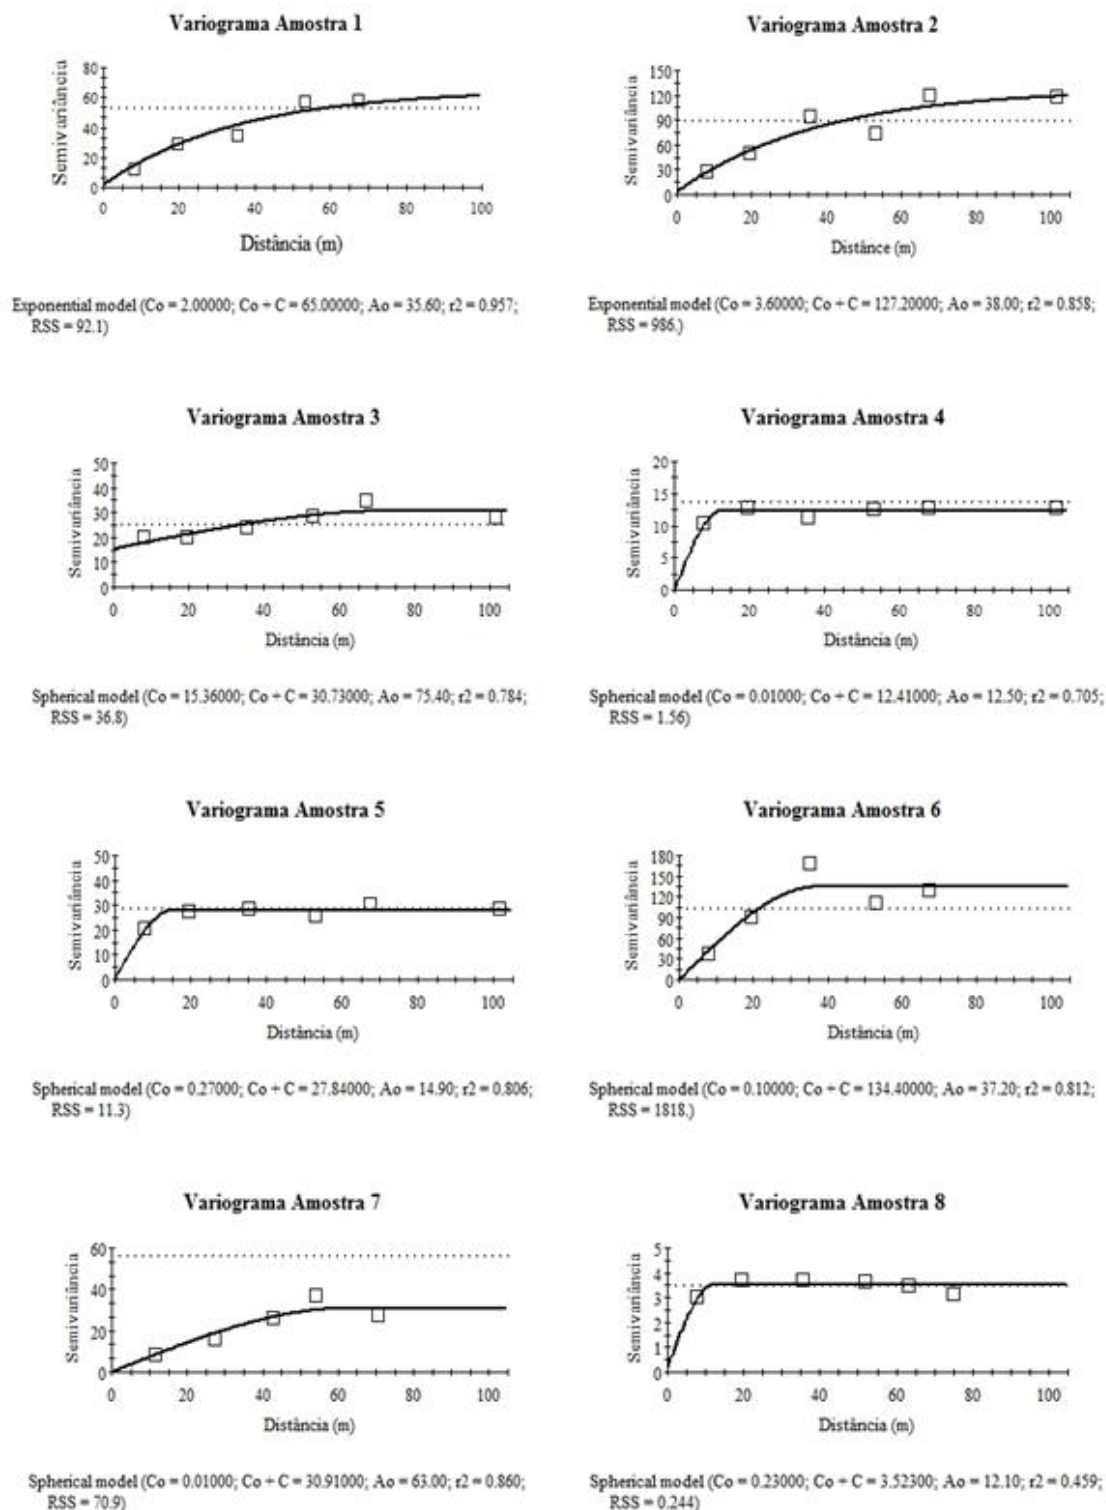 Variograma Amostra 1
Semivariância
80
60
40
20
0
0 20 40 60 80 100
Distância (m)
Exponential model (Co = 2.00000; Co + C = 65.00000; Ao = 35.60; r2 = 0.957;
RSS = 92.1)
Variograma Amostra 2
Semivariância
150
120
90
60
30
0
0 20 40 60 80 100
Distânce (m)
Exponential model (Co = 3.60000; Co + C = 127.20000; Ao = 38.00; r2 = 0.858;
RSS = 986.)
Variograma Amostra 3
Semivariância
50
40
30
20
10
0
0 20 40 60 80 100
Distância (m)
Spherical model (Co = 15.36000; Co + C = 30.73000; Ao = 75.40; r2 = 0.784;
RSS = 36.8)
Variograma Amostra 4
Semivariância
20
15
10
5
0
0 20 40 60 80 100
Distância (m)
Spherical model (Co = 0.01000; Co + C = 12.41000; Ao = 12.50; r2 = 0.705;
RSS = 1.56)
Variograma Amostra 5
Semivariância
50
40
30
20
10
0
0 20 40 60 80 100
Distância (m)
Spherical model (Co = 0.27000; Co + C = 27.84000; Ao = 14.90; r2 = 0.806;
RSS = 11.3)
Variograma Amostra 6
Semivariância
180
150
120
90
60
30
0
0 20 40 60 80 100
Distância (m)
Spherical model (Co = 0.10000; Co + C = 134.40000; Ao = 37.20; r2 = 0.812;
RSS = 1818.)
Variograma Amostra 7
Semivariância
60
40
20
0
0 20 40 60 80 100
Distância (m)
Spherical model (Co = 0.01000; Co + C = 30.91000; Ao = 63.00; r2 = 0.860;
RSS = 70.9)
Variograma Amostra 8
Semivariância
5
4
3
2
1
0
0 20 40 60 80 100
Distância (m)
Spherical model (Co = 0.23000; Co + C = 3.52300; Ao = 12.10; r2 = 0.459;
RSS = 0.244)